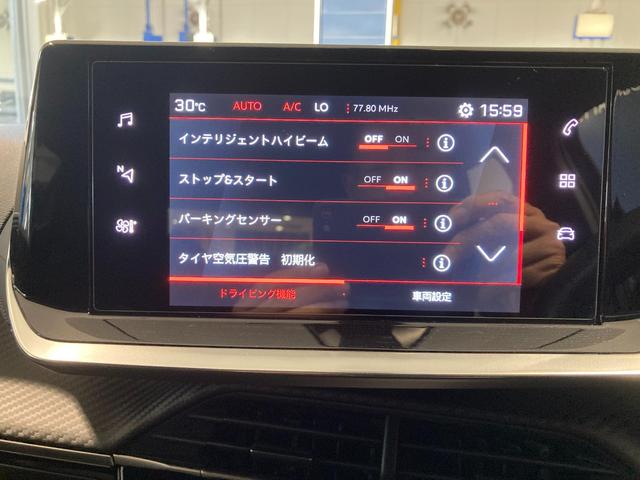 30℃ AUTO A/C LO 77.80 MHz 15:59
インテリジェントハイビーム OFF ON
ストップ&スタート OFF ON
パーキングセンサー OFF ON
タイヤ空気圧警告 初期化
ドライビング機能 車両設定
N